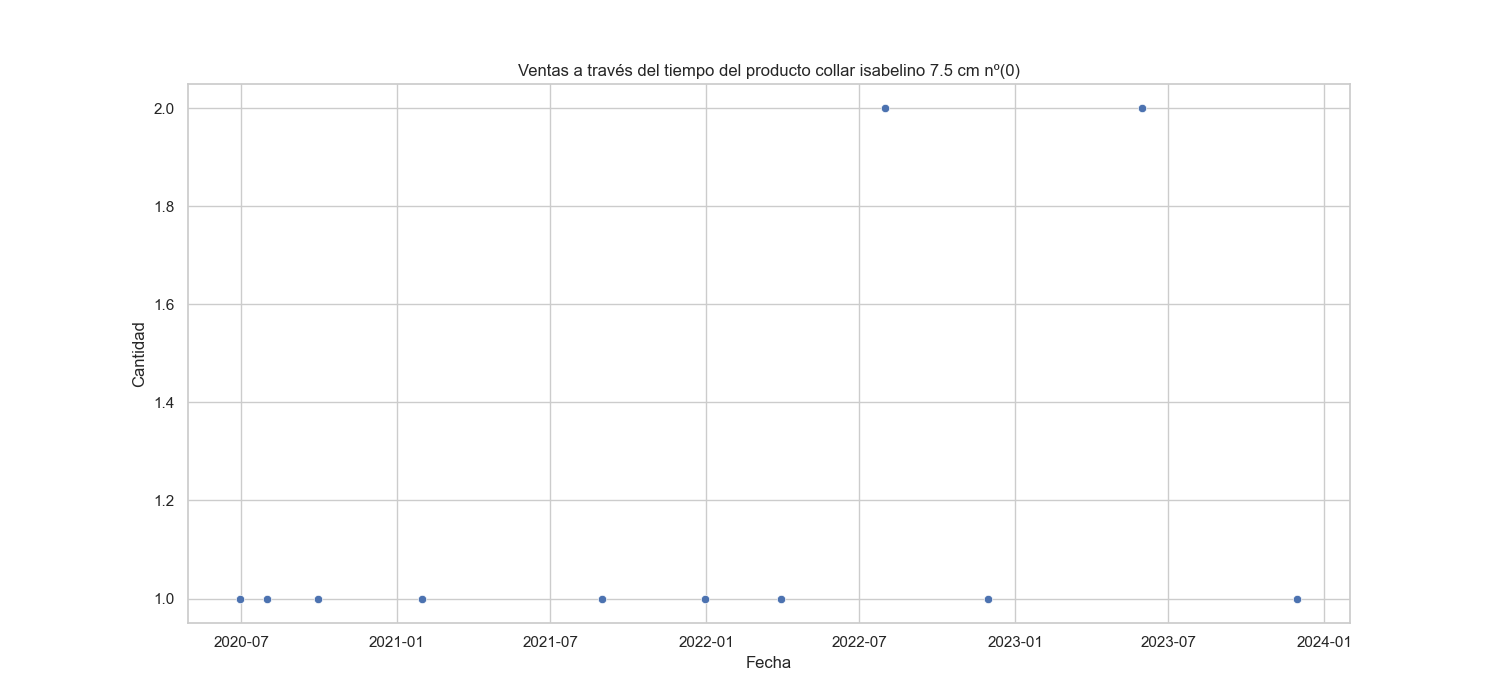 Ventas a través del tiempo del producto collar isabelino 7.5 cm nº(0)
2.0
1.8
1.6
1.4
1.2
1.0
Cantidad
2020-07 2021-01 2021-07 2022-01 2022-07 2023-01 2023-07 2024-01
Fecha